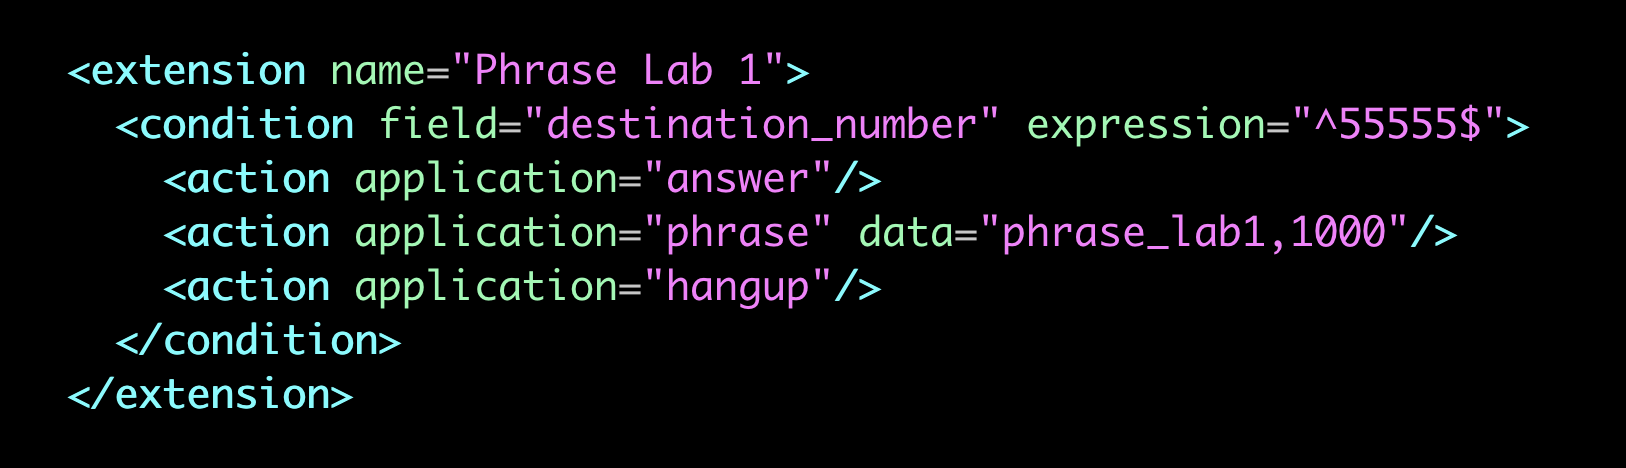 <extension name="Phrase Lab 1">
  <condition field="destination_number" expression="^55555$">
    <action application="answer"/>
    <action application="phrase" data="phrase_lab1,1000"/>
    <action application="hangup"/>
  </condition>
</extension>